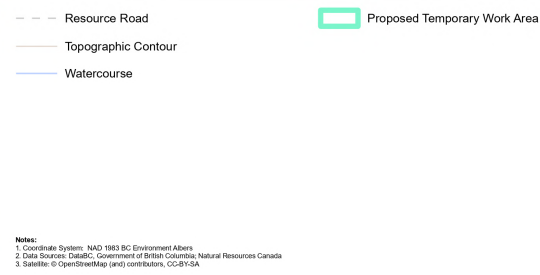 Resource Road
Proposed Temporary Work Area
Topographic Contour
Watercourse
Notes:
1. Coordinate System: NAD 1983 BC Environment Albers
2. Data Sources: DataBC, Government of British Columbia; Natural Resources Canada
3. Satellite: © OpenStreetMap (and) contributors, CC-BY-SA